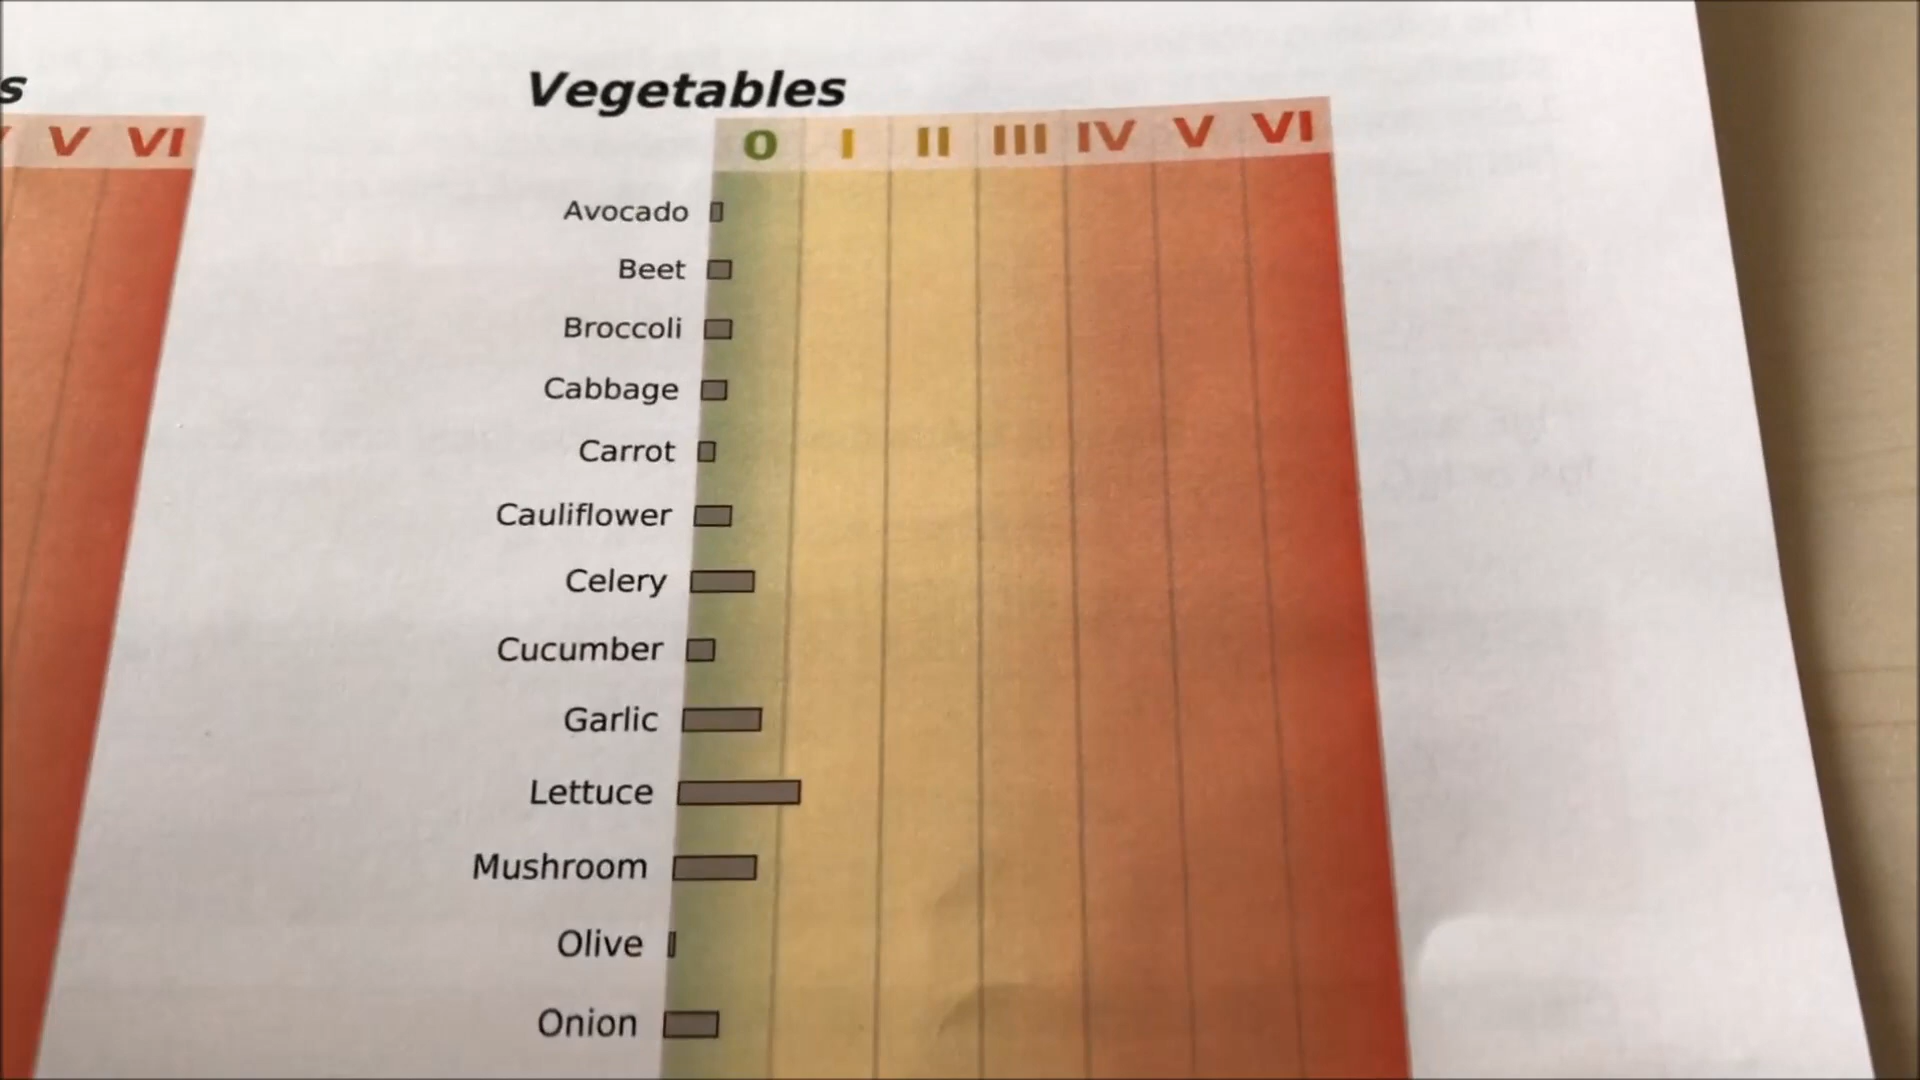 s
Vegetables
V VI
0 I II III IV V VI
Avocado
Beet
Broccoli
Cabbage
Carrot
Cauliflower
Celery
Cucumber
Garlic
Lettuce
Mushroom
Olive
Onion